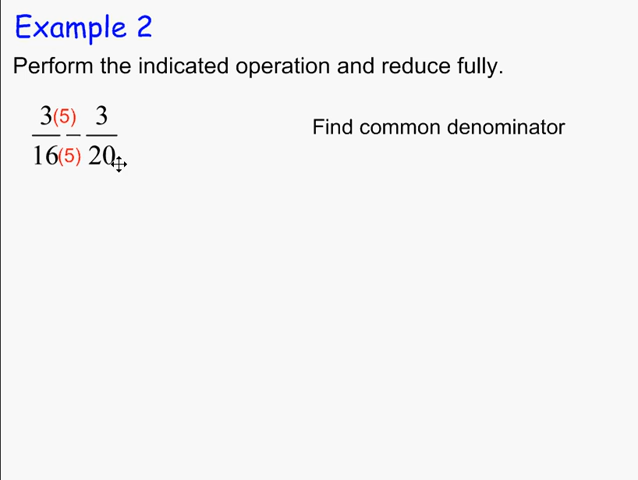 Example 2
Perform the indicated operation and reduce fully.
3(5) 3
Find common denominator
—
16(5) 20